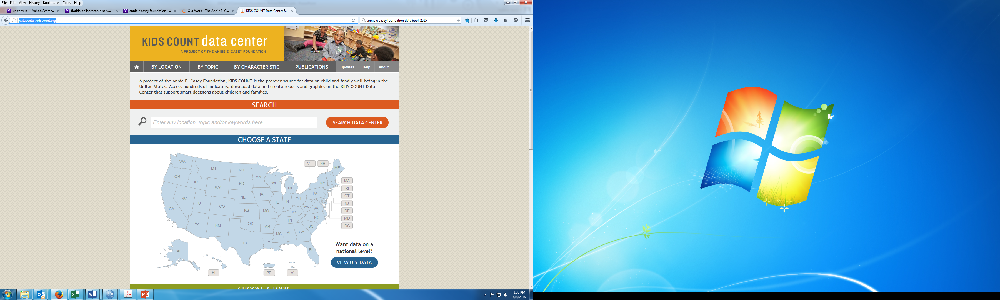 File Edit View History Bookmarks Tools Help
us census - - Yahoo Search...
florida philanthropic netw...
annie e casey foundation - ...
Our Work - The Annie E. C...
KIDS COUNT Data Center f...
datacenter.kidscount.org
annie e casey foundation data book 2015
KIDS COUNT data center
A PROJECT OF THE ANNIE E. CASEY FOUNDATION
BY LOCATION BY TOPIC BY CHARACTERISTIC PUBLICATIONS Updates Help About
A project of the Annie E. Casey Foundation, KIDS COUNT is the premier source for data on child and family well-being in the
United States. Access hundreds of indicators, download data and create reports and graphics on the KIDS COUNT Data
Center that support smart decisions about children and families.
SEARCH
Enter any location, topic and/or keywords here
SEARCH DATA CENTER
CHOOSE A STATE
WA
MT
ND
MN
VT
NH
ME
OR
ID
WY
SD
WI
MI
NY
MA
RI
CT
NJ
DE
MD
DC
NV
UT
CO
NE
IA
IL
IN
OH
PA
CA
KS
MO
KY
WV
VA
AZ
NM
OK
AR
TN
NC
SC
MS
AL
GA
TX
LA
FL
AK
HI
PR
VI
Want data on a
national level?
VIEW U.S. DATA
CHOOSE A TOPIC
3:30 PM
6/8/2016